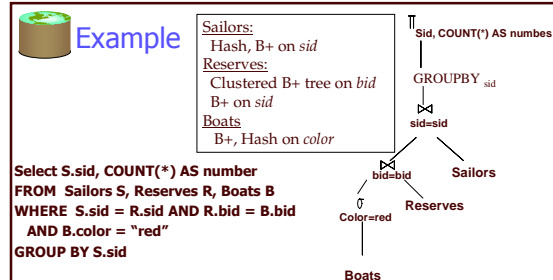 Example
Sailors:
Hash, B+ on sid
Reserves:
Clustered B+ tree on bid
B+ on sid
Boats
B+, Hash on color
Select S.sid, COUNT(*) AS number
FROM Sailors S, Reserves R, Boats B
WHERE S.sid = R.sid AND R.bid = B.bid
AND B.color = “red”
GROUP BY S.sid
π Sid, COUNT(*) AS numbes
GROUPBY sid
⋈
sid=sid
⋈
bid=bid
Sailors
σ
Color=red
Reserves
Boats